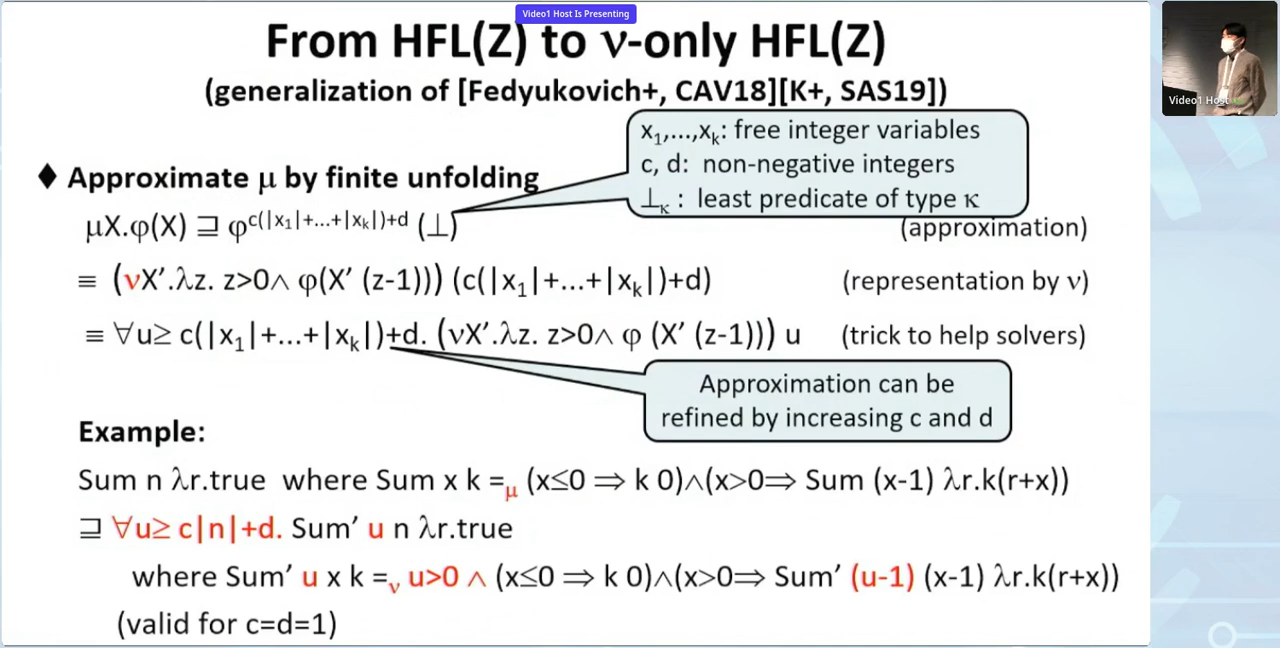 Video1 Host Is Presenting
From HFL(Z) to ν-only HFL(Z)
(generalization of [Fedyukovich+, CAV18][K+, SAS19])
x₁,...,xₖ: free integer variables
c, d: non-negative integers
⊥κ : least predicate of type κ
♦ Approximate μ by finite unfolding
μX.φ(X) ⊒ φ^c(|x₁|+...+|xₖ|)+d (⊥) (approximation)
≡ (νX′.λz. z>0∧ φ(X′ (z-1))) (c(|x₁|+...+|xₖ|)+d) (representation by ν)
≡ ∀u≥ c(|x₁|+...+|xₖ|)+d. (νX′.λz. z>0∧ φ (X′ (z-1))) u (trick to help solvers)
Approximation can be
refined by increasing c and d
Example:
Sum n λr.true where Sum x k =μ (x≤0 ⇒ k 0)∧(x>0⇒ Sum (x-1) λr.k(r+x))
⊒ ∀u≥ c|n|+d. Sum′ u n λr.true
where Sum′ u x k =ν u>0 ∧ (x≤0 ⇒ k 0)∧(x>0⇒ Sum′ (u-1) (x-1) λr.k(r+x))
(valid for c=d=1)
Video1 Host